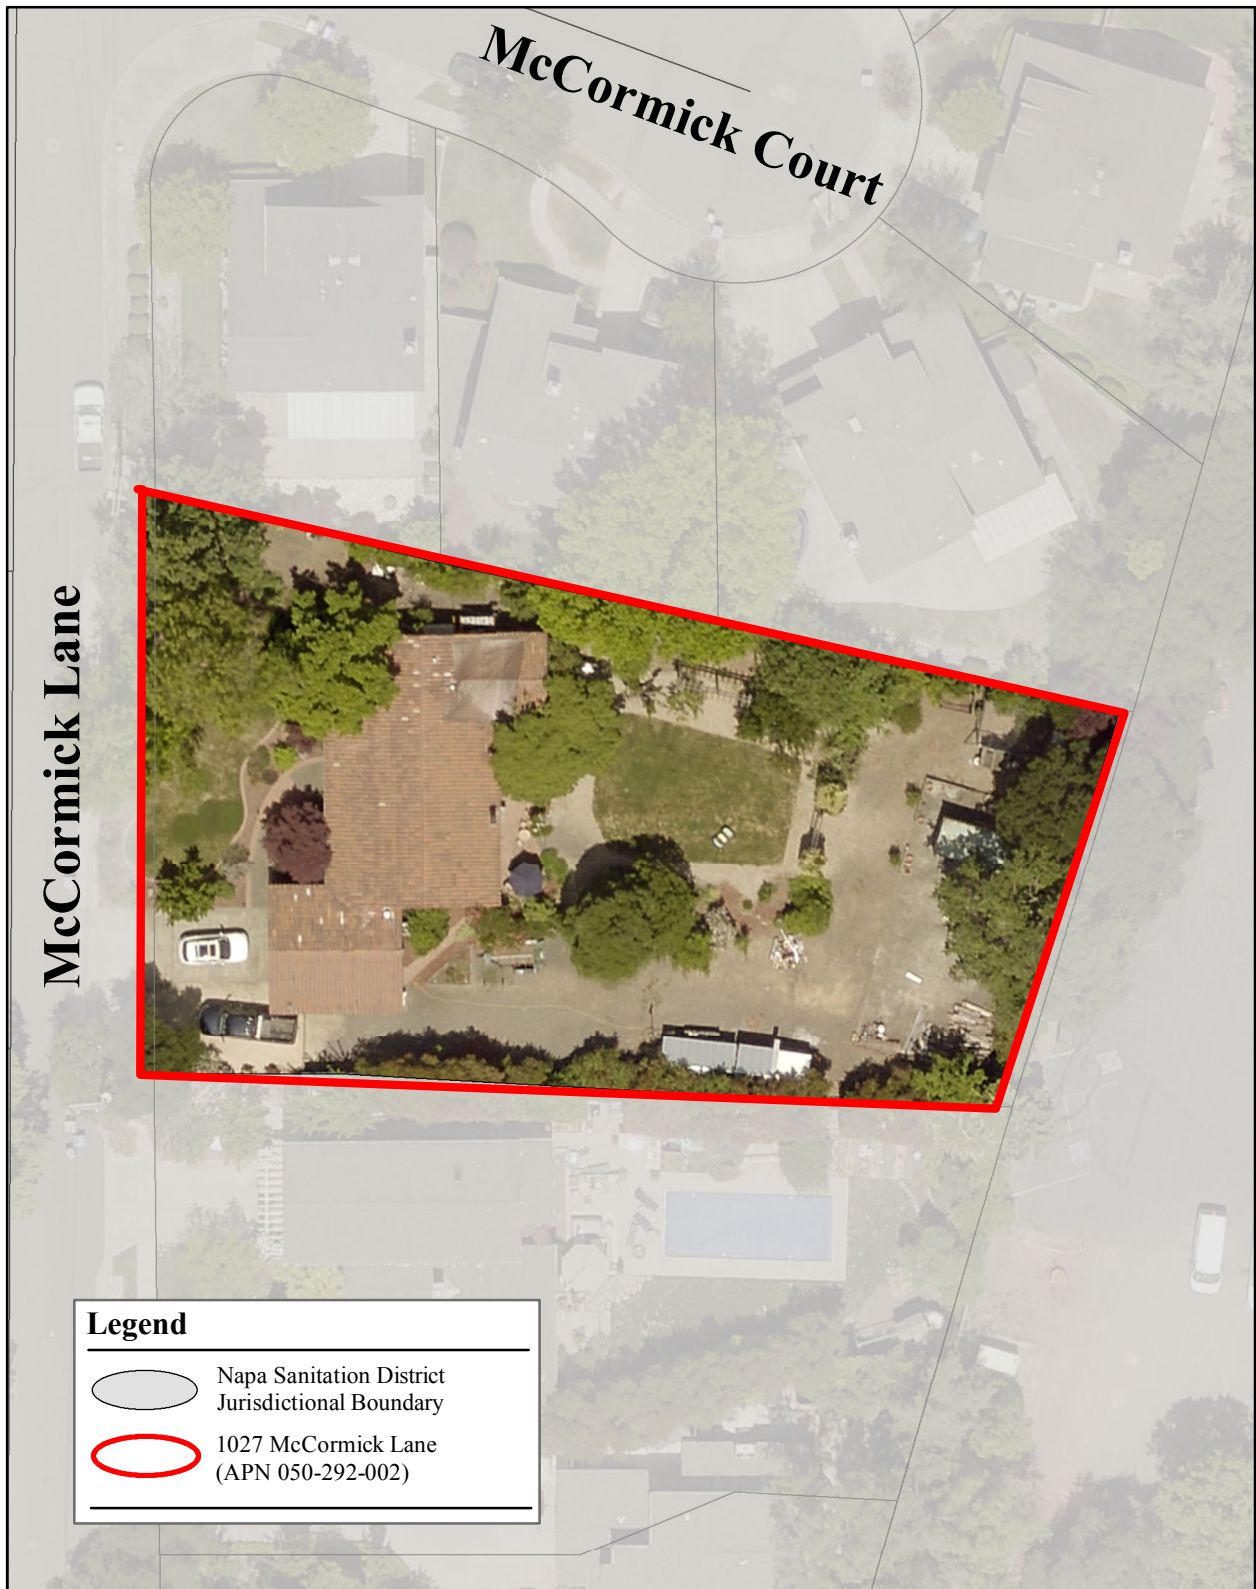 McCormick Court
McCormick Lane
Legend
Napa Sanitation District
Jurisdictional Boundary
1027 McCormick Lane
(APN 050-292-002)